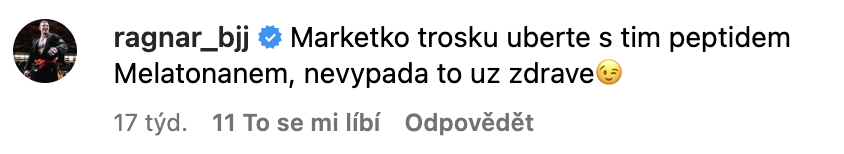 ragnar_bjj Marketko trosku uberte s tim peptidem
Melatonanem, nevypada to uz zdrave😉
17 týd. 11 To se mi líbí Odpovědět